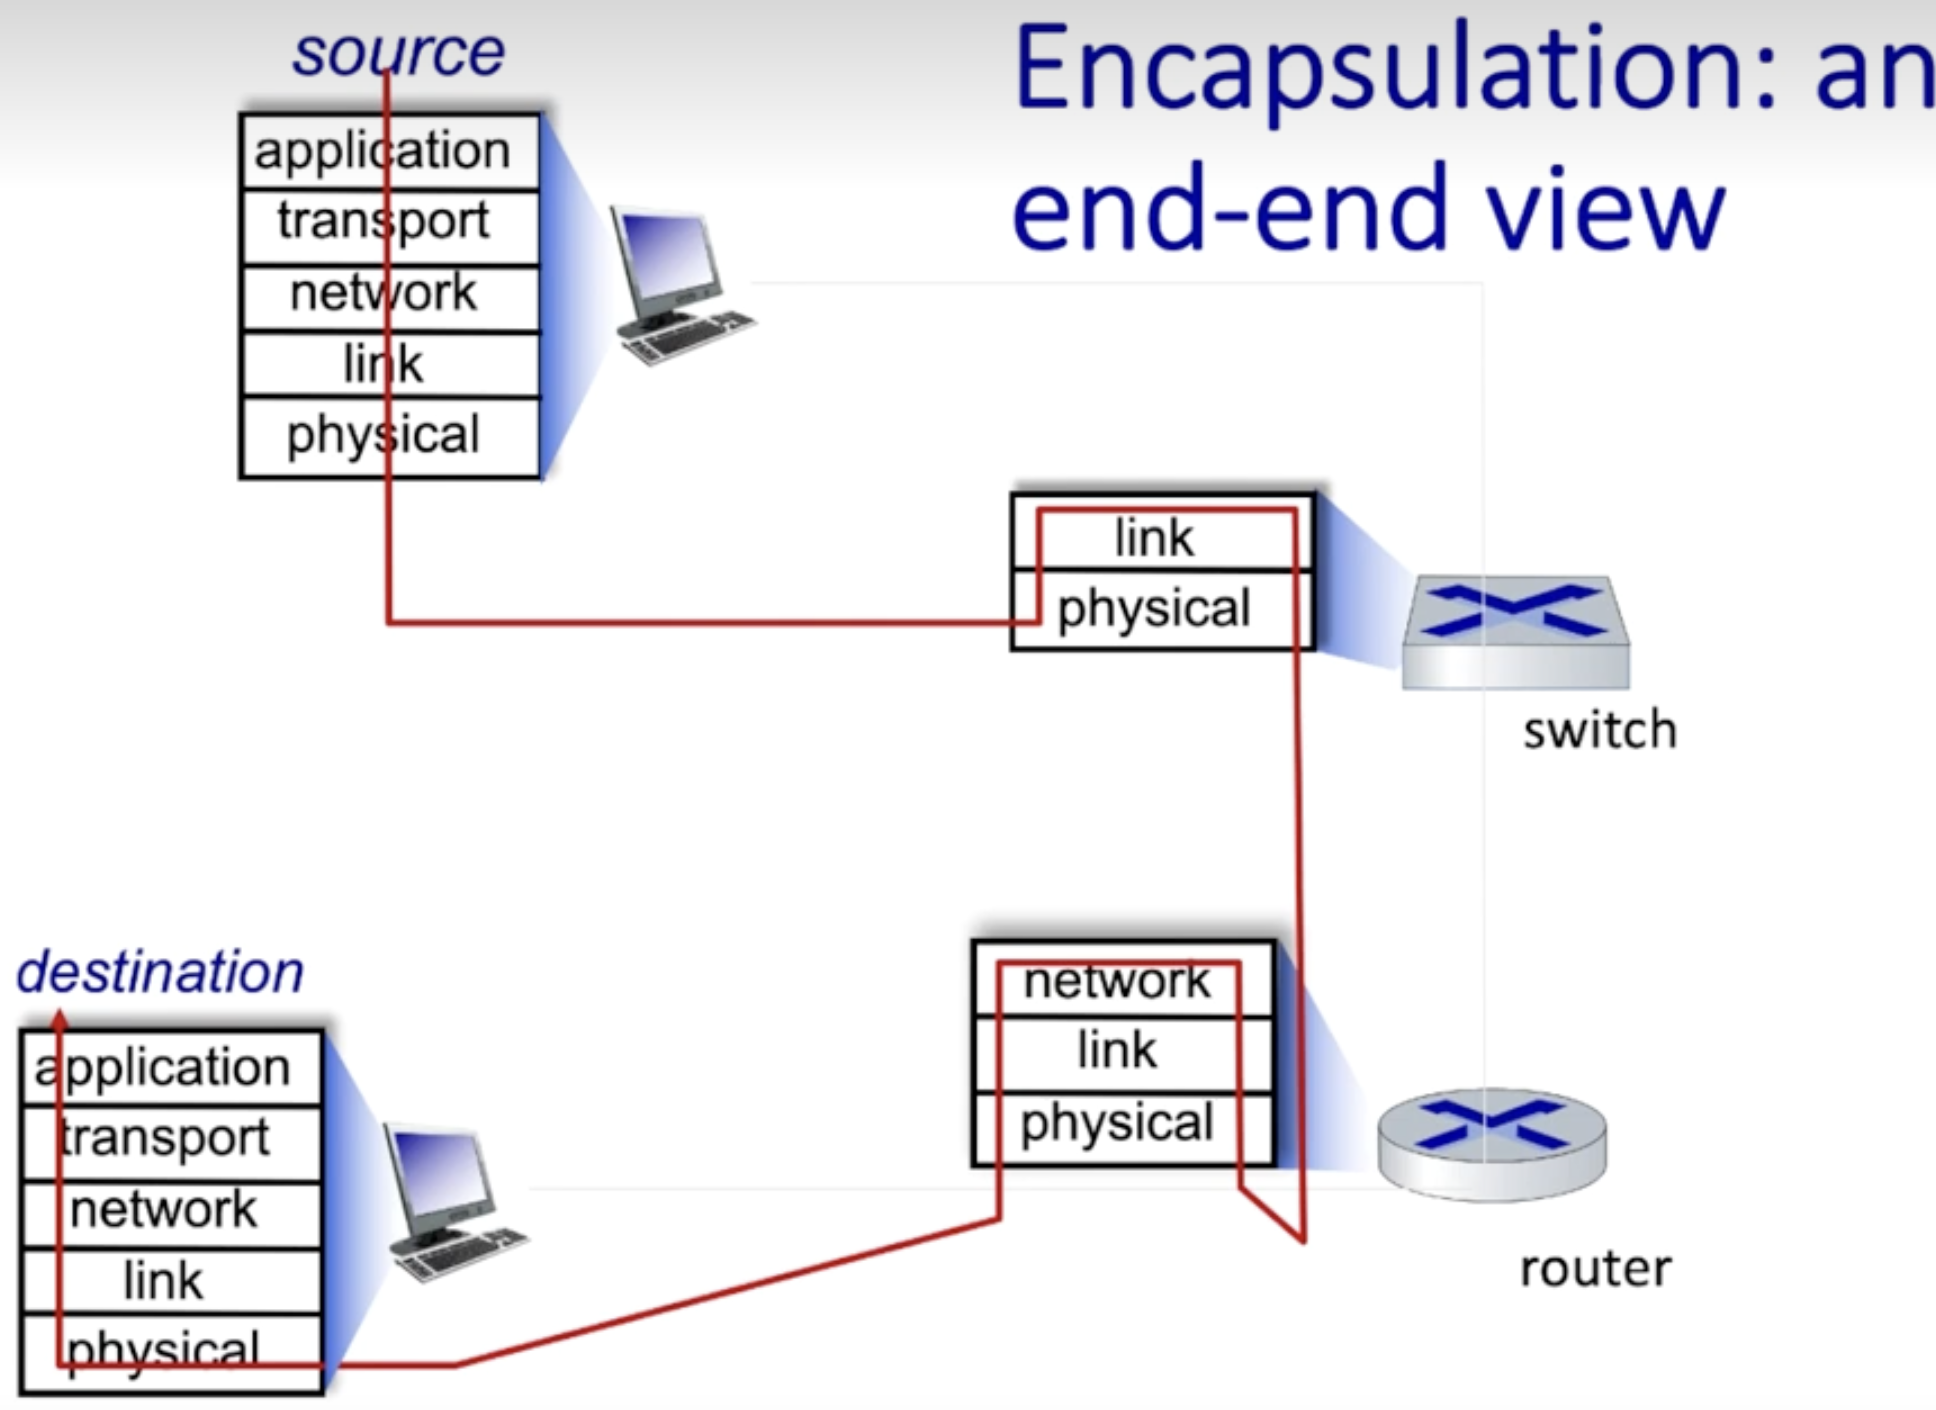 source
Encapsulation: an
end-end view
application
transport
network
link
physical
link
physical
switch
destination
application
transport
network
link
physical
network
link
physical
router